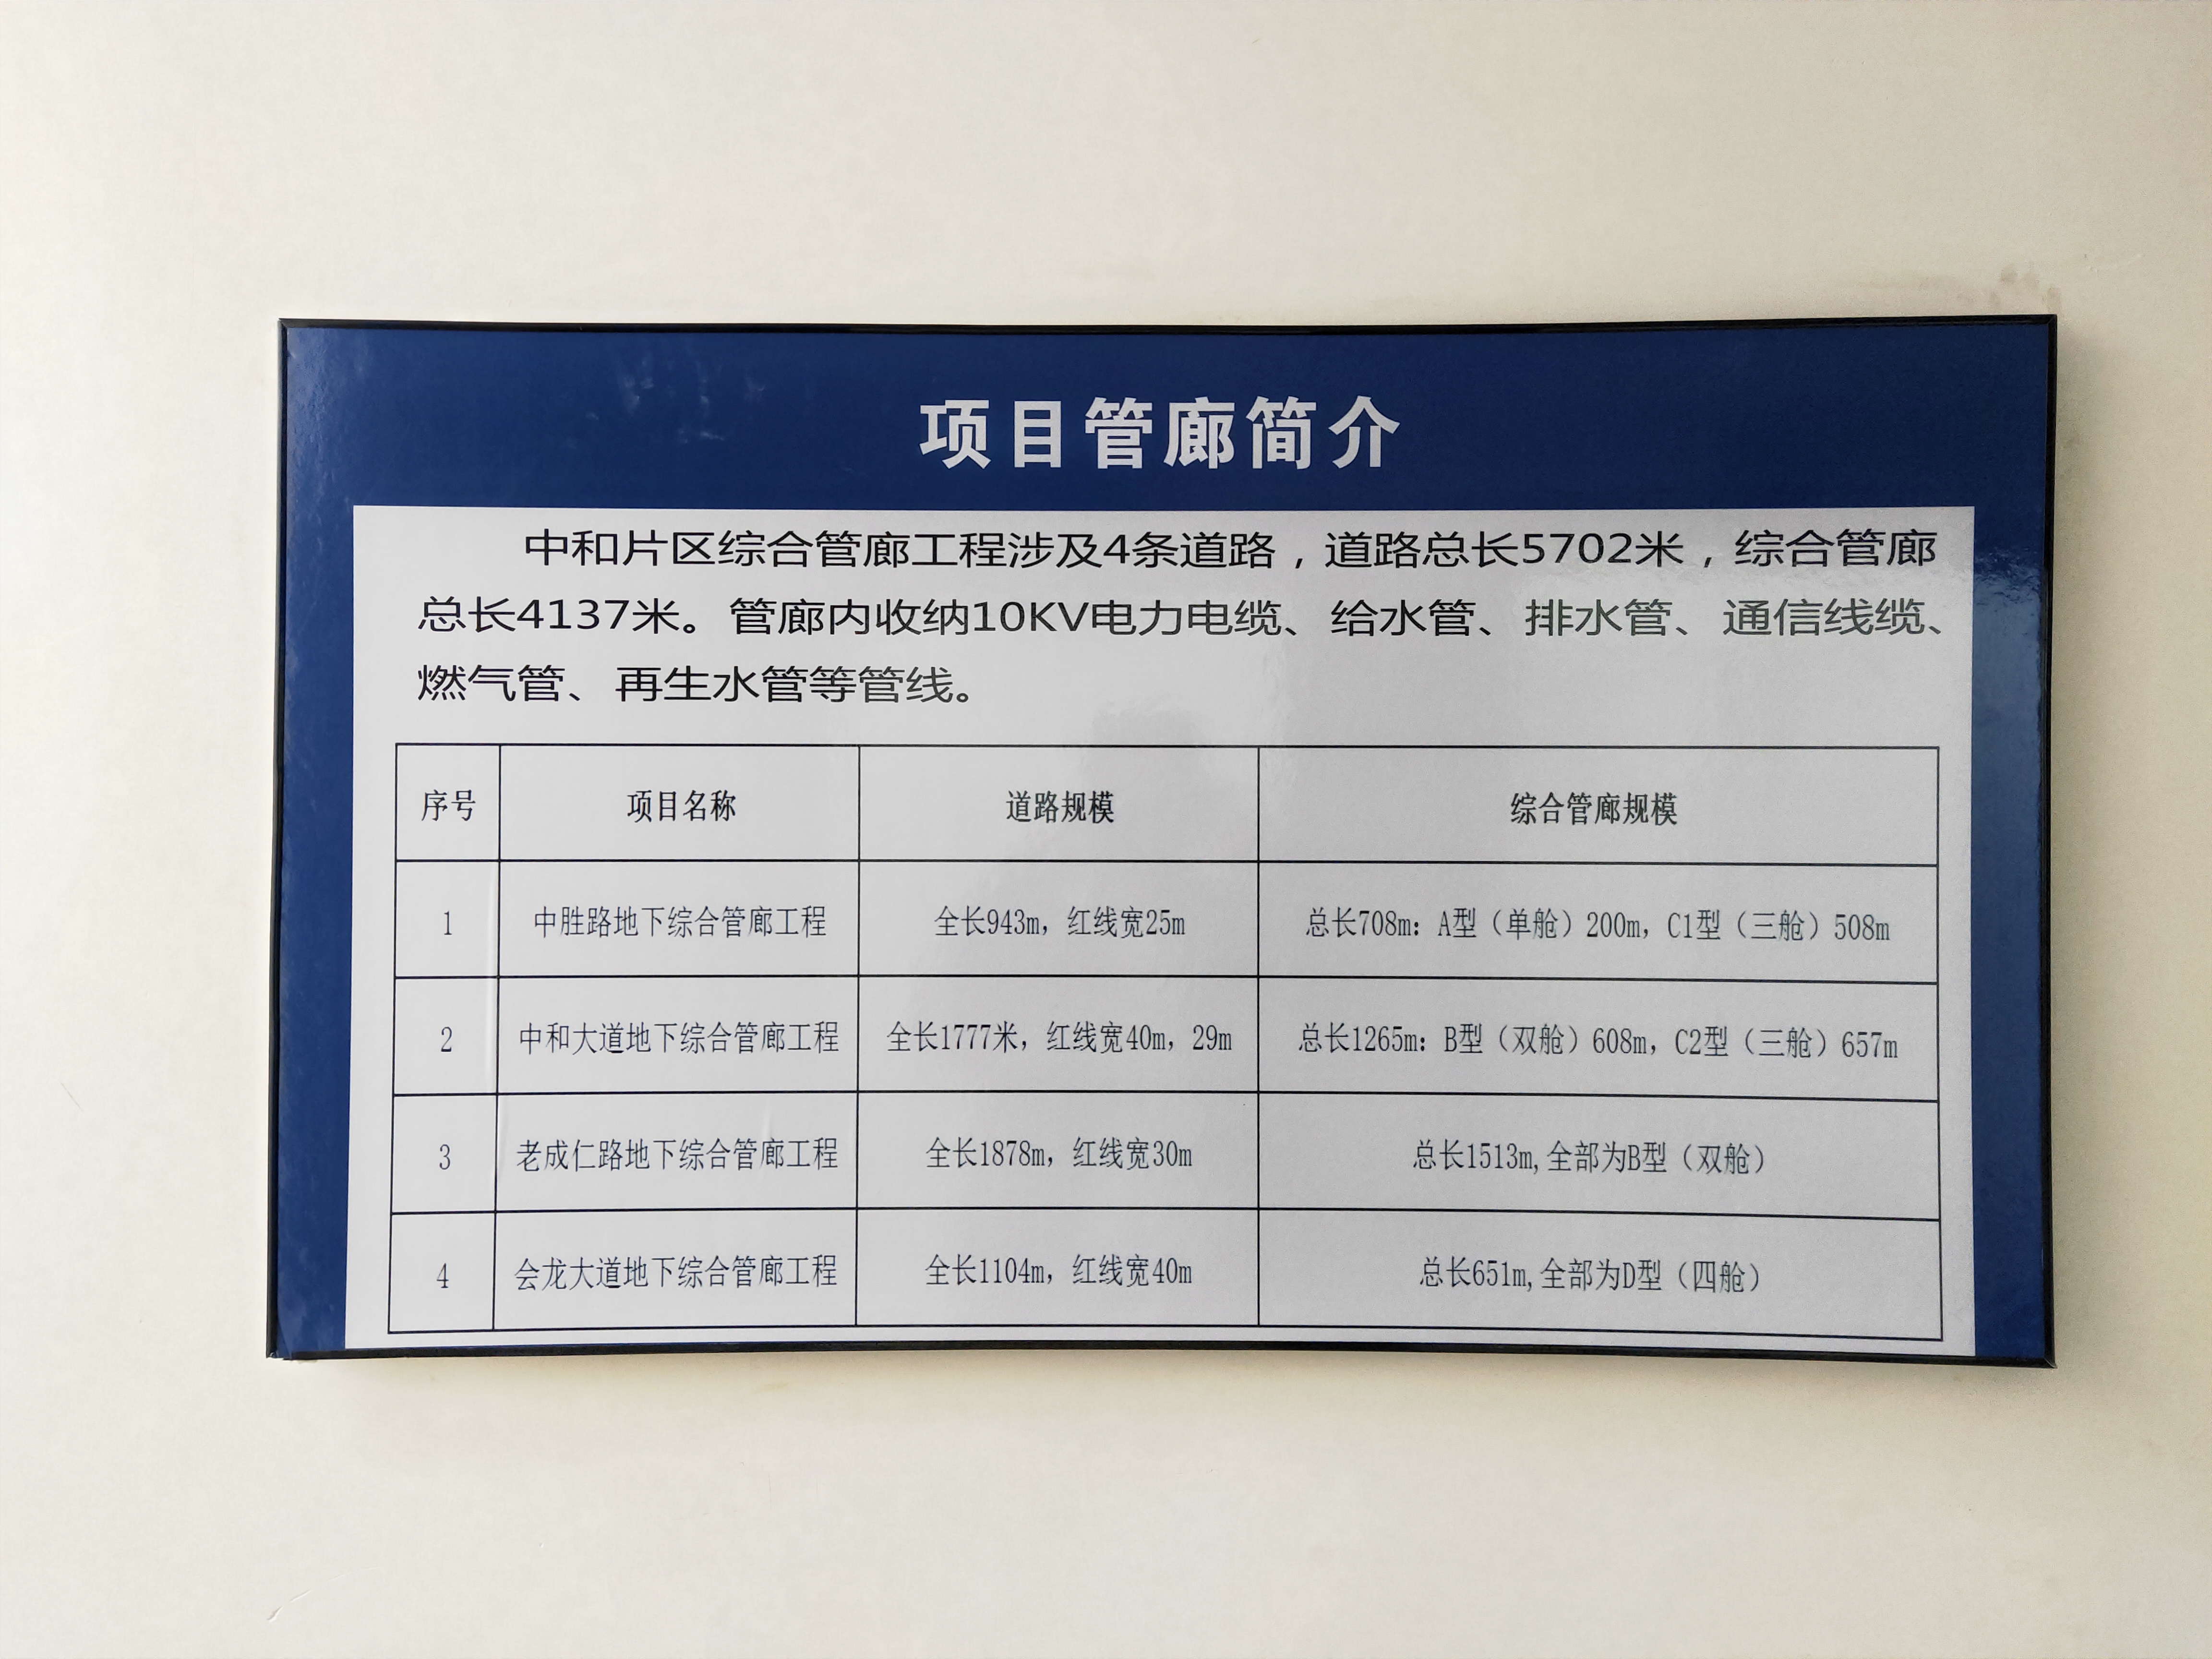 项目管廊简介
中和片区综合管廊工程涉及4条道路，道路总长5702米，综合管廊
总长4137米。管廊内收纳10KV电力电缆、给水管、排水管、通信线缆、
燃气管、再生水管等管线。
序号 项目名称 道路规模 综合管廊规模
1 中胜路地下综合管廊工程 全长943m，红线宽25m 总长708m：A型（单舱）200m，C1型（三舱）508m
2 中和大道地下综合管廊工程 全长1777米，红线宽40m，29m 总长1265m：B型（双舱）608m，C2型（三舱）657m
3 老成仁路地下综合管廊工程 全长1878m，红线宽30m 总长1513m,全部为B型（双舱）
4 会龙大道地下综合管廊工程 全长1104m，红线宽40m 总长651m,全部为D型（四舱）